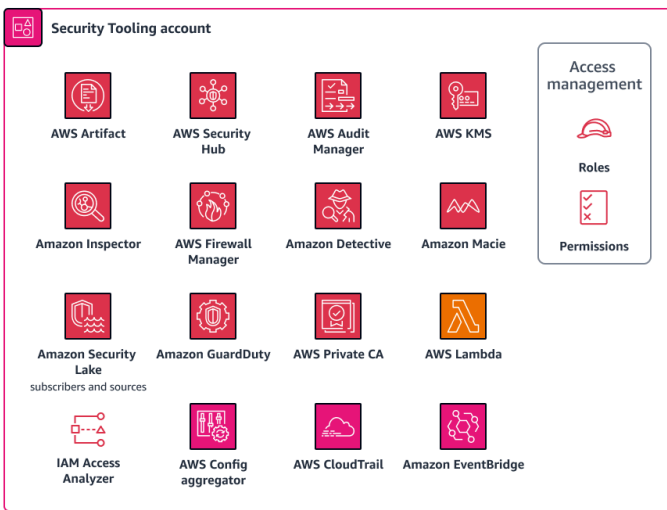 Security Tooling account
Access
management
AWS Artifact
AWS Security
Hub
AWS Audit
Manager
AWS KMS
Roles
Amazon Inspector
AWS Firewall
Manager
Amazon Detective
Amazon Macie
Permissions
Amazon Security
Lake
subscribers and sources
Amazon GuardDuty
AWS Private CA
AWS Lambda
IAM Access
Analyzer
AWS Config
aggregator
AWS CloudTrail
Amazon EventBridge